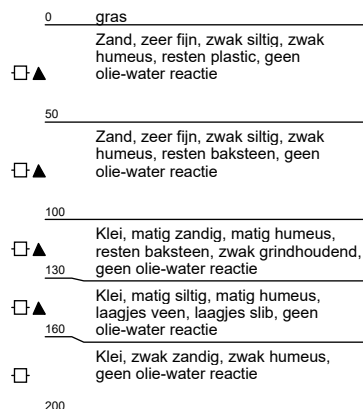 0 gras
Zand, zeer fijn, zwak siltig, zwak
humeus, resten plastic, geen
olie-water reactie
50
Zand, zeer fijn, zwak siltig, zwak
humeus, resten baksteen, geen
olie-water reactie
100
Klei, matig zandig, matig humeus,
resten baksteen, zwak grindhoudend,
geen olie-water reactie
130
Klei, matig siltig, matig humeus,
laagjes veen, laagjes slib, geen
olie-water reactie
160
Klei, zwak zandig, zwak humeus,
geen olie-water reactie
200